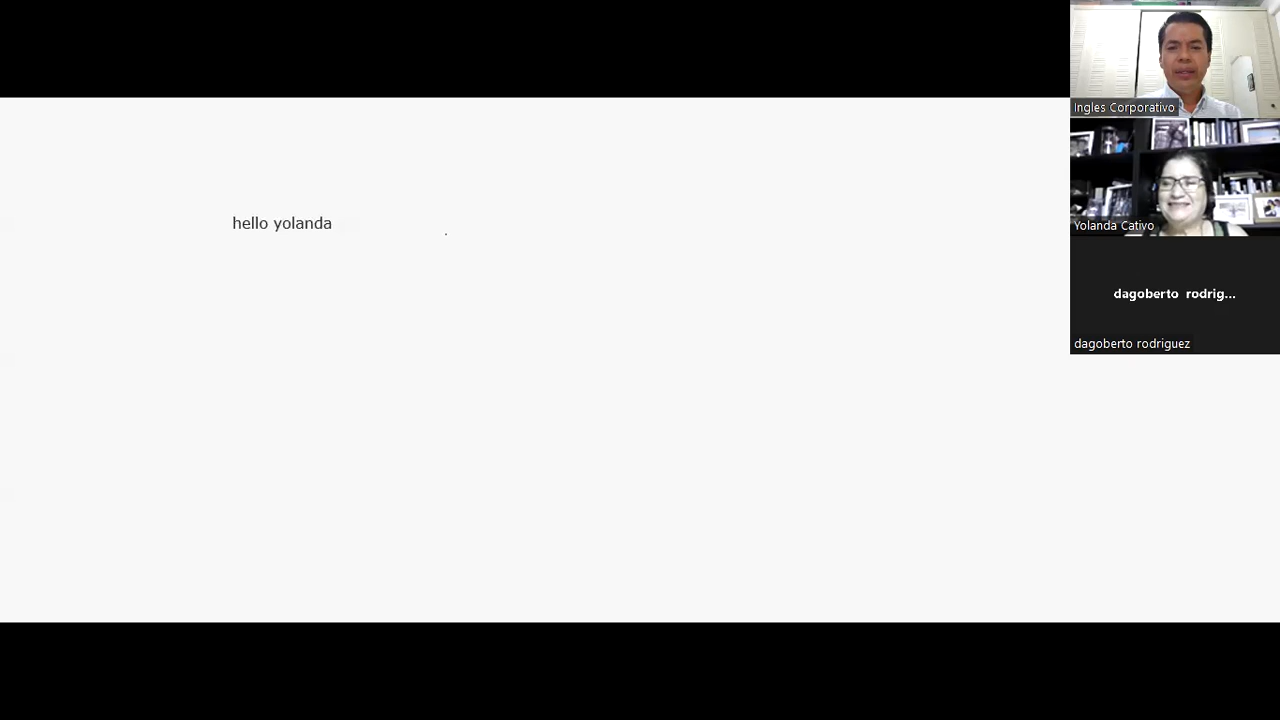 hello yolanda
Ingles Corporativo
Yolanda Cativo
dagoberto rodrig...
dagoberto rodriguez